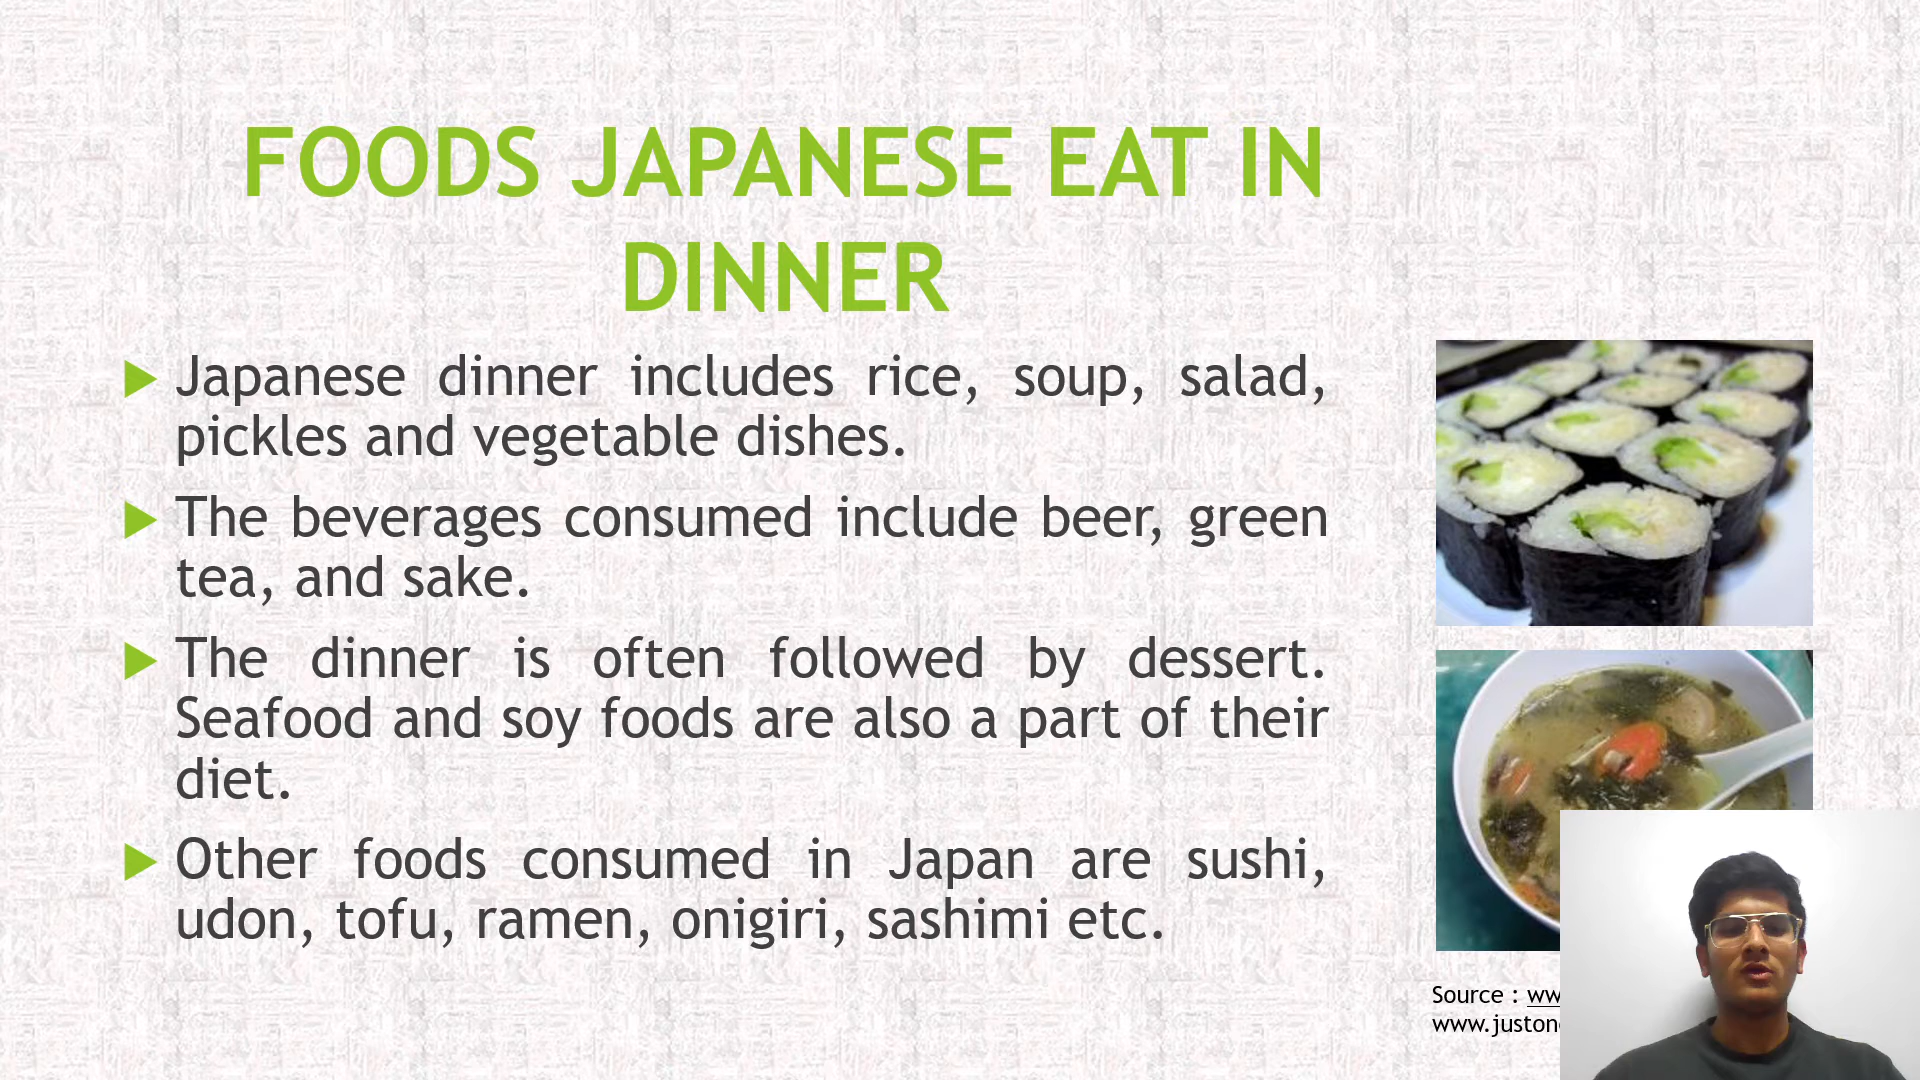 FOODS JAPANESE EAT IN
DINNER
Japanese dinner includes rice, soup, salad,
pickles and vegetable dishes.
The beverages consumed include beer, green
tea, and sake.
The dinner is often followed by dessert.
Seafood and soy foods are also a part of their
diet.
Other foods consumed in Japan are sushi,
udon, tofu, ramen, onigiri, sashimi etc.
Source :